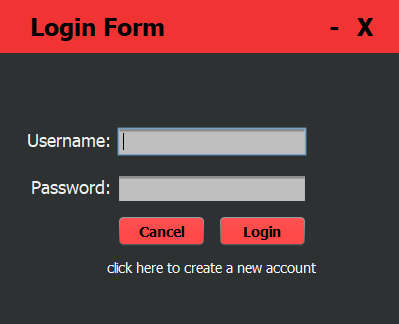 Login Form - X
Username:
Password:
Cancel Login
click here to create a new account